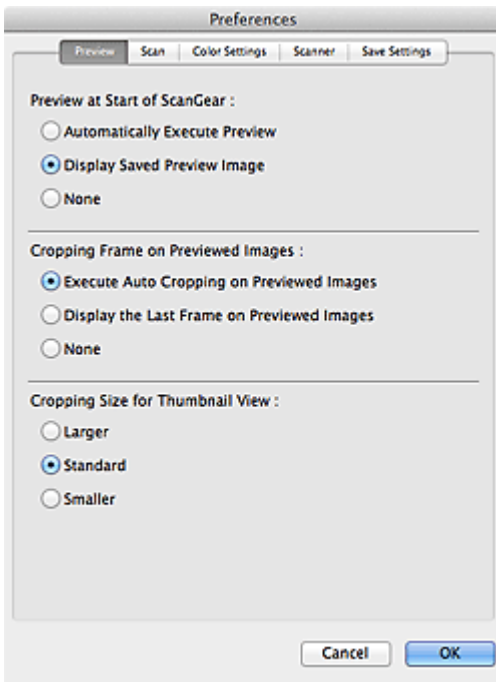 Preferences
Preview Scan Color Settings Scanner Save Settings
Preview at Start of ScanGear :
Automatically Execute Preview
Display Saved Preview Image
None
Cropping Frame on Previewed Images :
Execute Auto Cropping on Previewed Images
Display the Last Frame on Previewed Images
None
Cropping Size for Thumbnail View :
Larger
Standard
Smaller
Cancel OK